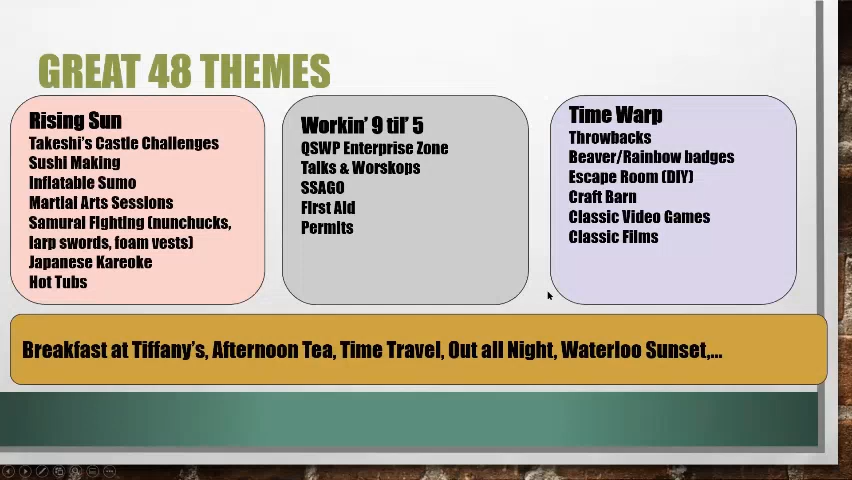 GREAT 48 THEMES
Rising Sun
Takeshi's Castle Challenges
Sushi Making
Inflatable Sumo
Martial Arts Sessions
Samurai Fighting (nunchucks,
larp swords, foam vests)
Japanese Kareoke
Hot Tubs
Workin' 9 til' 5
QSWP Enterprise Zone
Talks & Worskops
SSAGO
First Aid
Permits
Time Warp
Throwbacks
Beaver/Rainbow badges
Escape Room (DIY)
Craft Barn
Classic Video Games
Classic Films
Breakfast at Tiffany's, Afternoon Tea, Time Travel, Out all Night, Waterloo Sunset,...